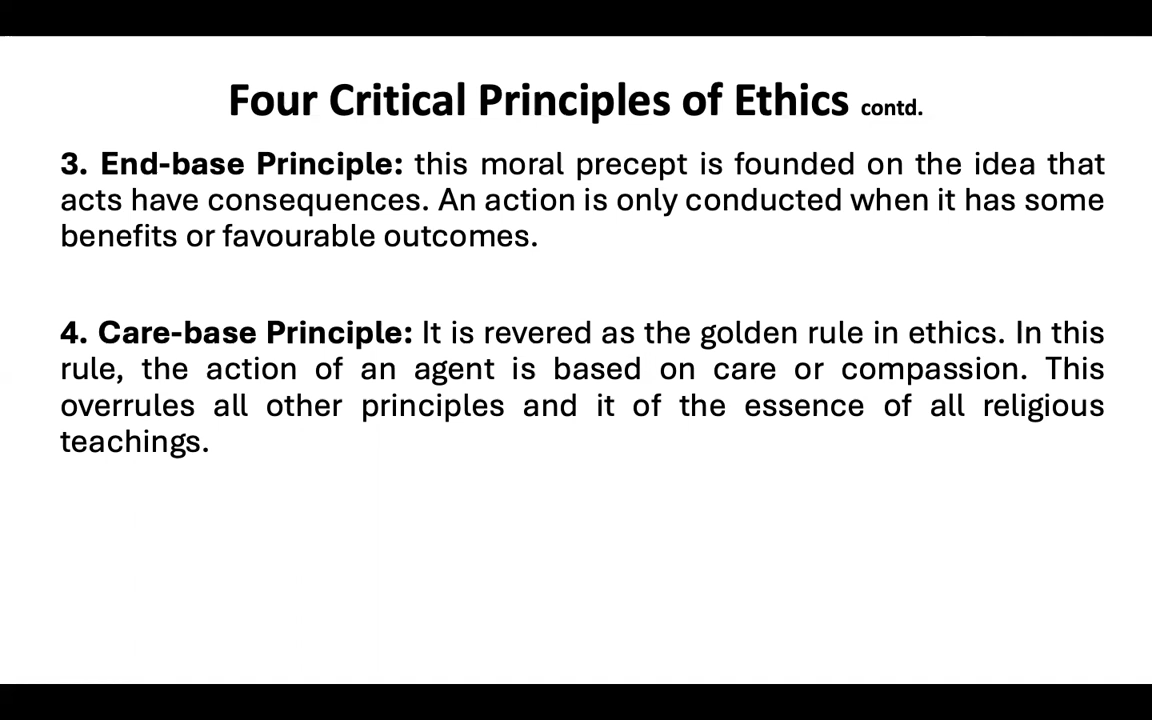 Four Critical Principles of Ethics contd.
3. End-base Principle: this moral precept is founded on the idea that
acts have consequences. An action is only conducted when it has some
benefits or favourable outcomes.
4. Care-base Principle: It is revered as the golden rule in ethics. In this
rule, the action of an agent is based on care or compassion. This
overrules all other principles and it of the essence of all religious
teachings.